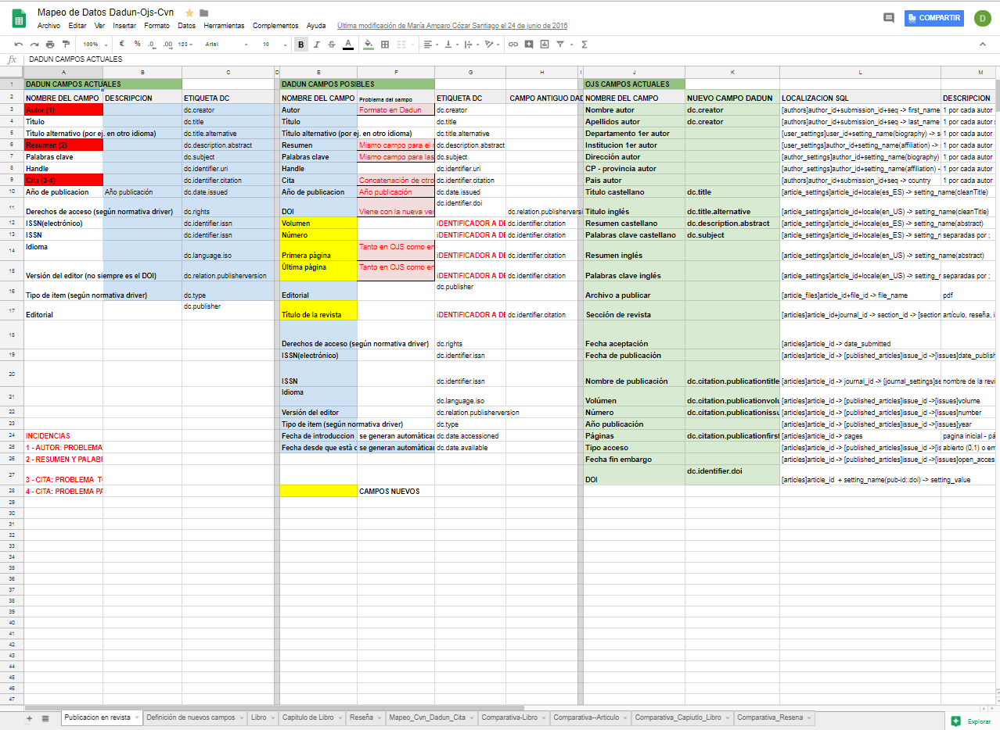 Mapeo de Datos Dadun-Ojs-Cvn
COMPARTIR
D
Archivo Editar Ver Insertar Formato Datos Herramientas Complementos Ayuda Última modificación de María Amparo Cózar Santiago el 24 de junio de 2016
100% € % .0 .00 123 Arial 10 B I S A
fx DADUN CAMPOS ACTUALES
A B C D E F G H I J K L M
1 DADUN CAMPOS ACTUALES DADUN CAMPOS POSIBLES OJS CAMPOS ACTUALES
2 NOMBRE DEL CAMPO DESCRIPCION ETIQUETA DC NOMBRE DEL CAMPO Problema del campo ETIQUETA DC CAMPO ANTIGUO DAD NOMBRE DEL CAMPO NUEVO CAMPO DADUN LOCALIZACION SQL DESCRIPCION
3 Autor (1) dc.creator Autor Formato en Dadun dc.creator Nombre autor dc.creator [authors]author_id+submission_id+seq -> first_name 1 por cada autor
4 Título dc.title Título dc.title Apellidos autor dc.creator [authors]author_id+submission_id+seq -> last_name 1 por cada autor
5 Título alternativo (por ej. en otro idioma) dc.title.alternative Título alternativo (por ej. en otro idioma) dc.title.alternative Departamento 1er autor [user_settings]user_id+setting_name(biography) -> s 1 por cada autor
6 Resumen (2) dc.description.abstract Resumen Mismo campo para el dc.description.abstract Institucion 1er autor [user_settings]author_id+setting_name(affiliation) -> 1 por cada autor
7 Palabras clave dc.subject Palabras clave Mismo campo para las dc.subject Dirección autor [author_settings]author_id+setting_name(biography) 1 por cada autor
8 Handle dc.identifier.uri Handle dc.identifier.uri CP - provincia autor [author_settings]author_id+setting_name(affiliation) - 1 por cada autor
9 Cita (3-4) dc.identifier.citation Cita Concatenación de otro dc.identifier.citation Pais autor [authors]author_id+submission_id+seq -> country 1 por cada autor
10 Año de publicacion Año publicación dc.date.issued Año de publicacion Año publicación dc.date.issued Título castellano dc.title [article_settings]article_id+locale(es_ES) -> setting_name(cleanTitle)
11 Derechos de acceso (según normativa driver) dc.rights DOI Viene con la nueva ver dc.identifier.doi dc.relation.publisherversi Título inglés dc.title.alternative [article_settings]article_id+locale(en_US) -> setting_name(cleanTitle)
12 ISSN(electrónico) dc.identifier.issn Volumen IDENTIFICADOR A DE dc.identifier.citation Resumen castellano dc.description.abstract [article_settings]article_id+locale(es_ES) -> setting_name(abstract)
13 ISSN dc.identifier.issn Número IDENTIFICADOR A DE dc.identifier.citation Palabras clave castellano dc.subject [article_settings]article_id+locale(es_ES) -> setting_n separadas por ;
14 Idioma dc.language.iso Primera página Tanto en OJS como en IDENTIFICADOR A DE dc.identifier.citation Resumen inglés [article_settings]article_id+locale(en_US) -> setting_name(abstract)
15 Versión del editor (no siempre es el DOI) dc.relation.publisherversion Última página Tanto en OJS como en IDENTIFICADOR A DE dc.identifier.citation Palabras clave inglés [article_settings]article_id+locale(en_US) -> setting_r separadas por ;
16 Tipo de item (según normativa driver) dc.type Editorial dc.publisher Archivo a publicar [article_files]article_id+file_id -> file_name pdf
17 Editorial dc.publisher Título de la revista IDENTIFICADOR A DE dc.identifier.citation Sección de revista [articles]article_id+journal_id -> section_id -> [section artículo, reseña, i
18 Derechos de acceso (según normativa driver) dc.rights Fecha aceptación [articles]article_id -> date_submitted
19 ISSN(electrónico) dc.identifier.issn Fecha de publicación [articles]article_id -> [published_articles]issue_id ->[issues]date_publish
20 ISSN dc.identifier.issn Nombre de publicación dc.citation.publicationtitle [articles]article_id -> journal_id -> [journal_settings]se nombre de la revi
21 Idioma dc.language.iso Volúmen dc.citation.publicationvolu [articles]article_id -> [published_articles]issue_id ->[issues]volume
22 Versión del editor dc.relation.publisherversion Número dc.citation.publicationissu [articles]article_id -> [published_articles]issue_id ->[issues]number
23 Tipo de item (según normativa driver) dc.type Año publicación [articles]article_id -> [published_articles]issue_id ->[issues]year
24 INCIDENCIAS Fecha de introduccion se generan automáticar dc.date.accessioned Páginas dc.citation.publicationfirst [articles]article_id -> pages pagina inicial - pá
25 1 - AUTOR: PROBLEMA Fecha desde que está d se generan automáticar dc.date.available Tipo acceso [articles]article_id -> [published_articles]issue_id ->[is abierto (0,1) o em
26 2 - RESUMEN Y PALABR Fecha fin embargo [articles]article_id -> [published_articles]issue_id ->[issues]open_acces
27 3 - CITA: PROBLEMA TO DOI dc.identifier.doi [articles]article_id + setting_name(pub-id::doi) -> setting_value
28 4 - CITA: PROBLEMA PA CAMPOS NUEVOS
29
30
31
32
33
34
35
36
37
38
39
40
41
42
43
44
45
46
47
Publicacion en revista Definición de nuevos campos Libro Capitulo de Libro Reseña Mapeo_Cvn_Dadun_Cita Comparativa-Libro Comparativa--Articulo Comparativa_Capiutlo_Libro Comparativa_Resena Explorar